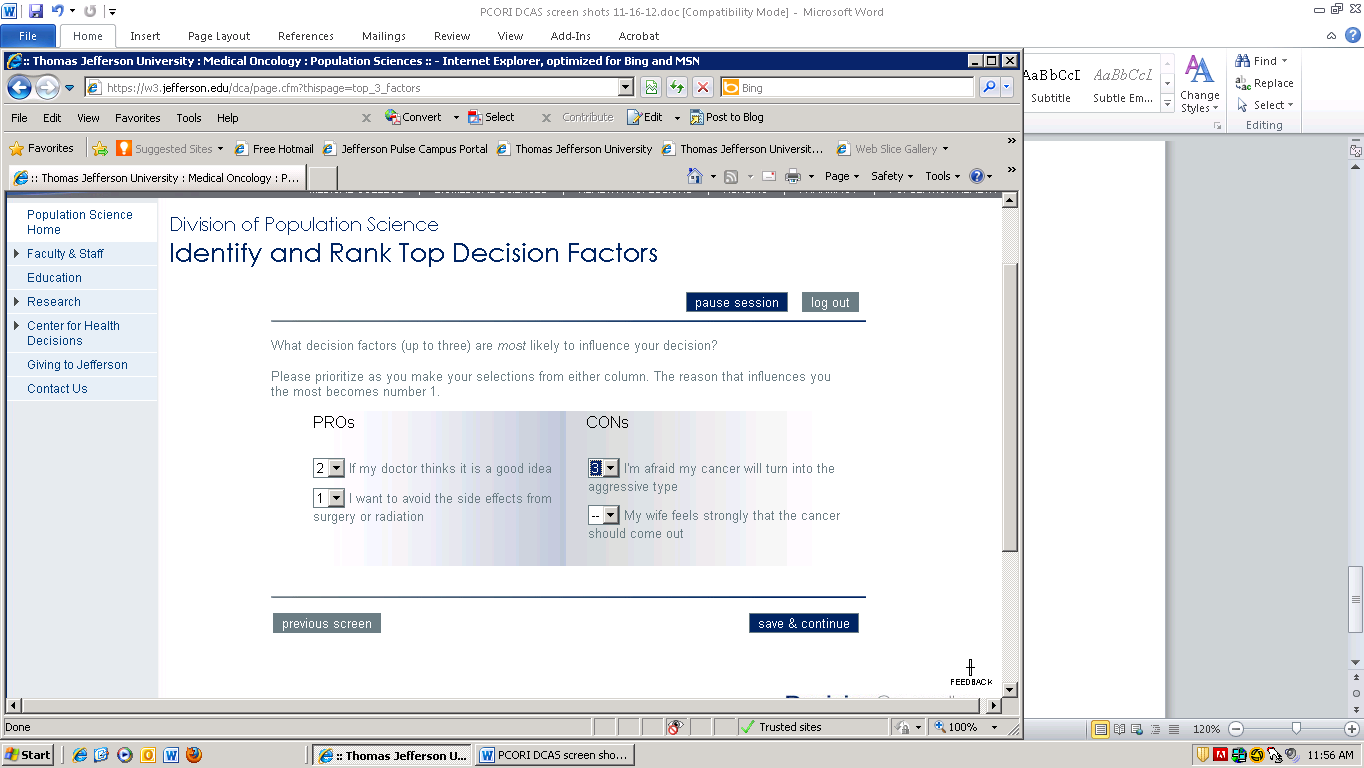 PCORI DCAS screen shots 11-16-12.doc [Compatibility Mode] - Microsoft Word
File Home Insert Page Layout References Mailings Review View Add-Ins Acrobat
:: Thomas Jefferson University : Medical Oncology : Population Sciences :: - Internet Explorer, optimized for Bing and MSN
https://w3.jefferson.edu/dca/page.cfm?thispage=top_3_factors
Bing
File Edit View Favorites Tools Help
Convert Select Contribute Edit Post to Blog
Favorites Suggested Sites Free Hotmail Jefferson Pulse Campus Portal Thomas Jefferson University Thomas Jefferson Universit... Web Slice Gallery
:: Thomas Jefferson University : Medical Oncology : P...
Page Safety Tools
AaBbCcI AaBbCcI
Subtitle Subtle Em...
Change
Styles
Find
Replace
Select
Editing
Population Science
Home
Faculty & Staff
Education
Research
Center for Health
Decisions
Giving to Jefferson
Contact Us
Division of Population Science
Identify and Rank Top Decision Factors
pause session log out
What decision factors (up to three) are most likely to influence your decision?
Please prioritize as you make your selections from either column. The reason that influences you
the most becomes number 1.
PROs
2 If my doctor thinks it is a good idea
1 I want to avoid the side effects from
surgery or radiation
CONs
3 I'm afraid my cancer will turn into the
aggressive type
-- My wife feels strongly that the cancer
should come out
previous screen save & continue
FEEDBACK
Done Trusted sites 100%
120%
Start :: Thomas Jefferson U... PCORI DCAS screen sho... 11:56 AM